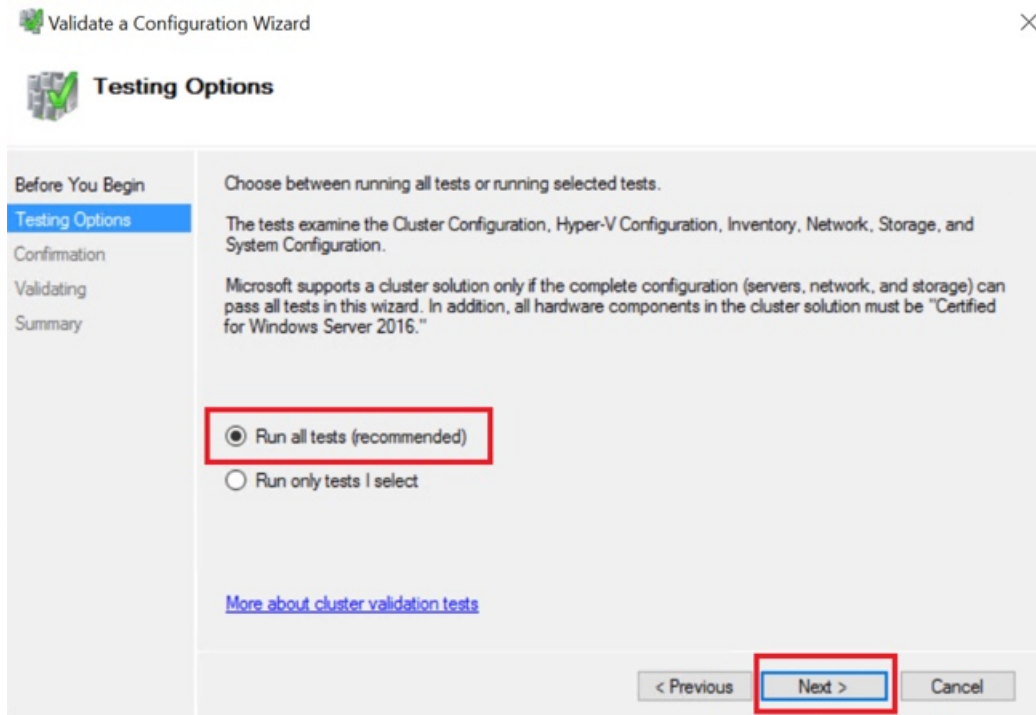 Validate a Configuration Wizard
Testing Options
Before You Begin
Testing Options
Confirmation
Validating
Summary
Choose between running all tests or running selected tests.
The tests examine the Cluster Configuration, Hyper-V Configuration, Inventory, Network, Storage, and
System Configuration.
Microsoft supports a cluster solution only if the complete configuration (servers, network, and storage) can
pass all tests in this wizard. In addition, all hardware components in the cluster solution must be "Certified
for Windows Server 2016."
Run all tests (recommended)
Run only tests I select
More about cluster validation tests
< Previous
Next >
Cancel